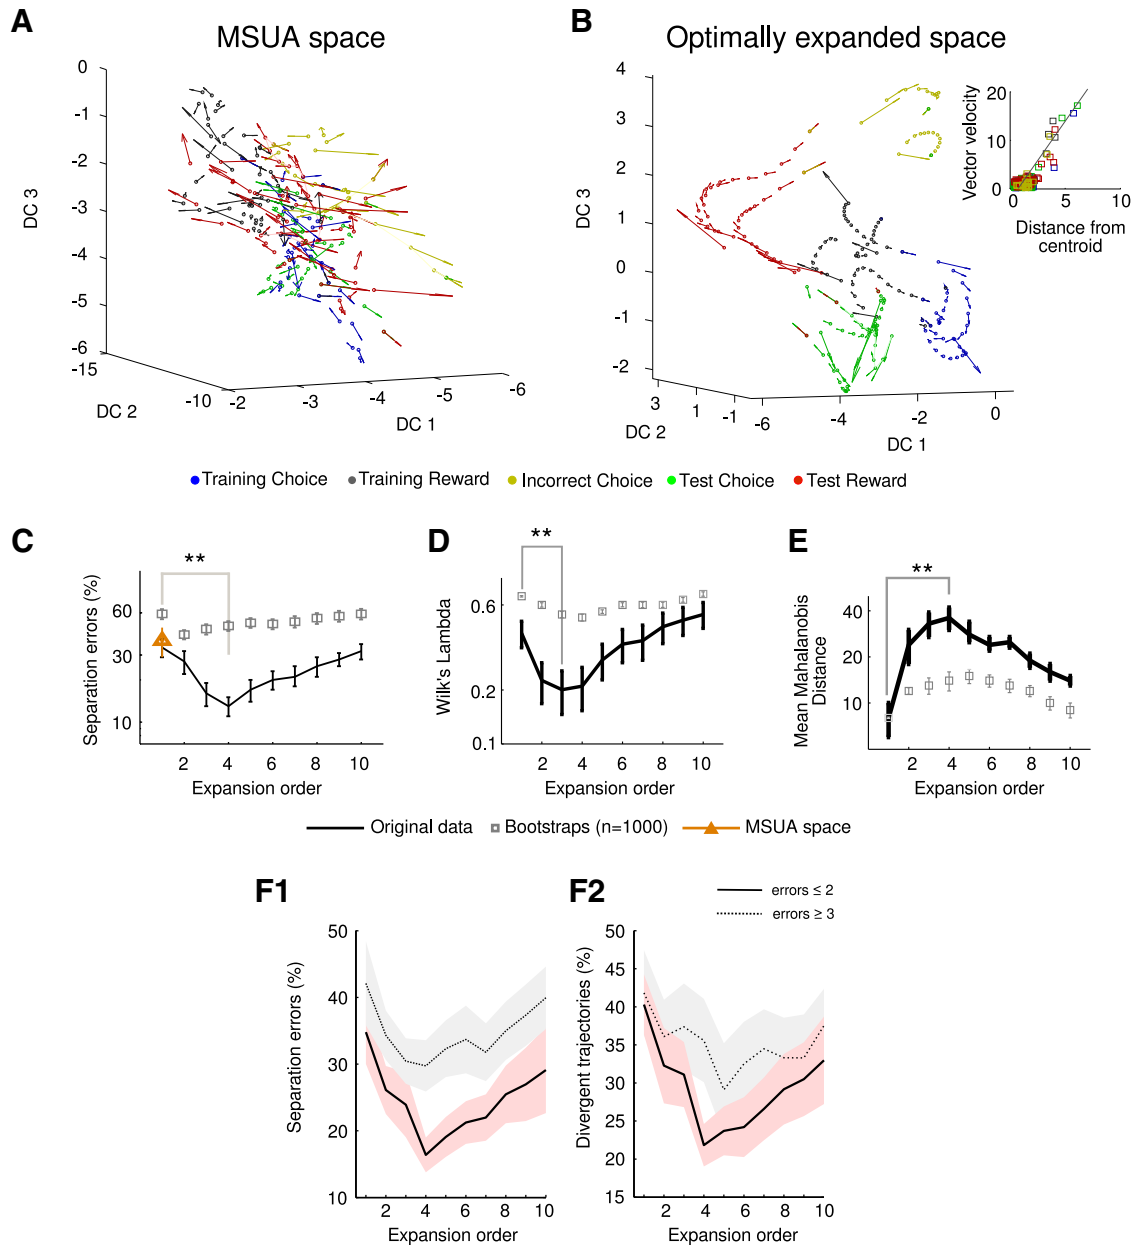 A
MSUA space
0
-1
-2
-3
-4
-5
-6
DC 3
-15
-10
DC 2
-2
-3
-4
-5
-6
DC 1
B
Optimally expanded space
4
3
2
1
0
-1
-2
DC 3
3
1
-1
DC 2
-6
-4
-2
0
DC 1
Vector velocity
20
10
0
0
5
10
Distance from
centroid
Training Choice
Training Reward
Incorrect Choice
Test Choice
Test Reward
C
**
Separation errors (%)
60
30
10
2 4 6 8 10
Expansion order
D
**
Wilk's Lambda
0.6
0.2
0.1
2 4 6 8 10
Expansion order
E
**
Mean Mahalanobis
Distance
40
20
10
2 4 6 8 10
Expansion order
Original data
Bootstraps (n=1000)
MSUA space
F1
Separation errors (%)
50
40
30
20
10
2 4 6 8 10
Expansion order
F2
errors ≤ 2
errors ≥ 3
Divergent trajectories (%)
50
45
40
35
30
25
20
15
2 4 6 8 10
Expansion order